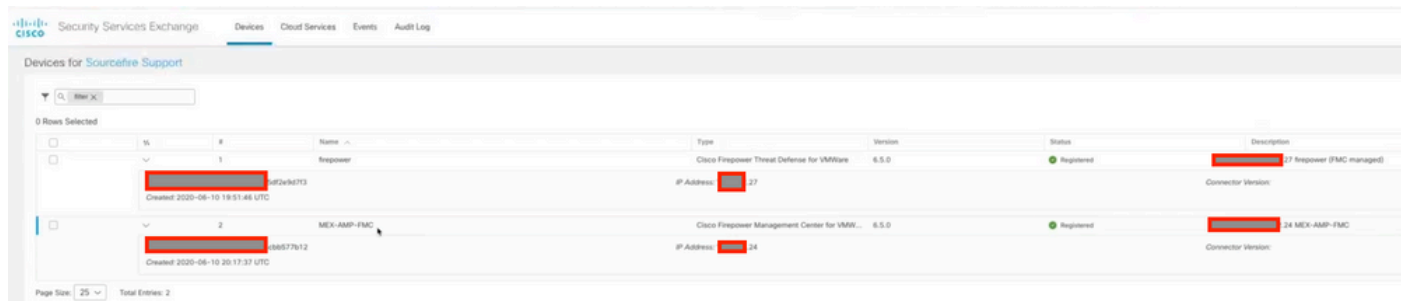 CISCO Security Services Exchange Devices Cloud Services Events Audit Log
Devices for Sourcefire Support
filter X
0 Rows Selected
% # Name Type Version Status Description
1 firepower Cisco Firepower Threat Defense for VMWare 6.5.0 Registered 27 firepower (FMC managed)
5df2e9d7f3 IP Address: .27 Connector Version:
Created: 2020-06-10 19:51:46 UTC
2 MEX-AMP-FMC Cisco Firepower Management Center for VMW... 6.5.0 Registered .24 MEX-AMP-FMC
cbb577b12 IP Address: .24 Connector Version:
Created: 2020-06-10 20:17:37 UTC
Page Size: 25 Total Entries: 2